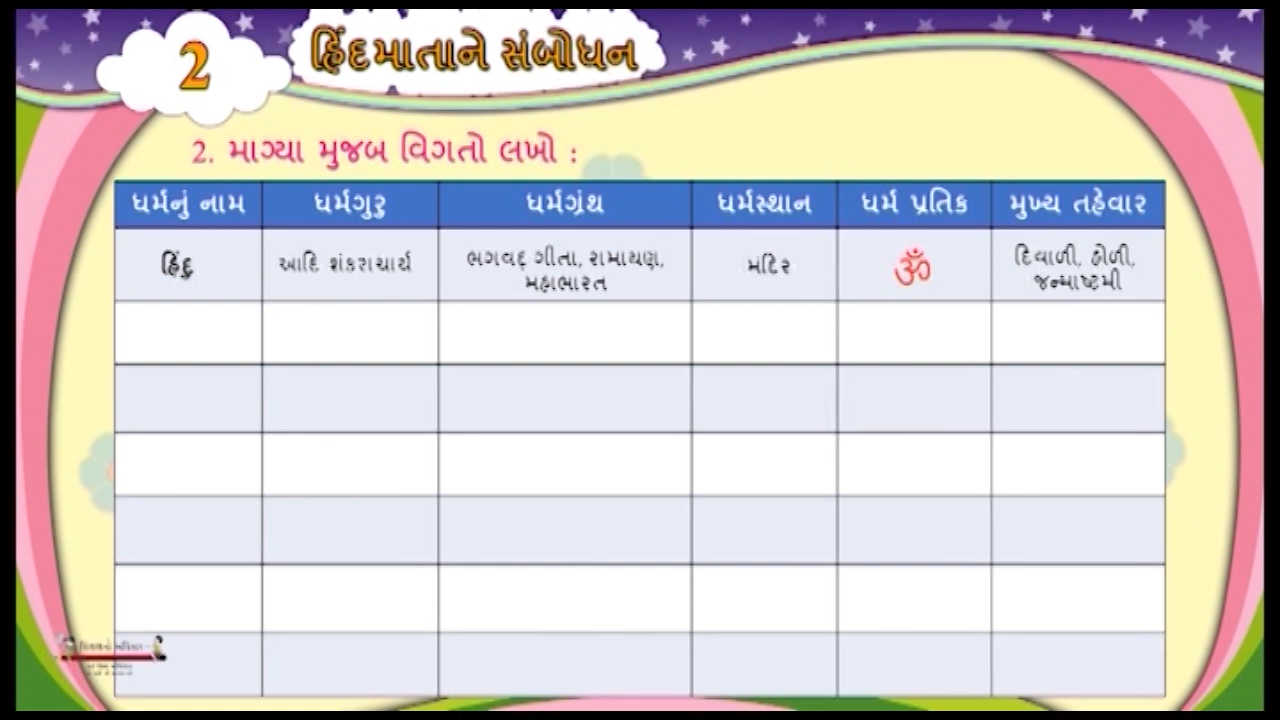 2
હિંદમાતાને સંબોધન
2. માગ્યા મુજબ વિગતો લખો :
ધર્મનું નામ ધર્મગુરુ ધર્મગ્રંથ ધર્મસ્થાન ધર્મ પ્રતિક મુખ્ય તહેવાર
હિંદુ આદિ શંકરાચાર્ય ભગવદ્ ગીતા, રામાયણ, મંદિર ॐ દિવાળી, હોળી,
મહાભારત જન્માષ્ટમી